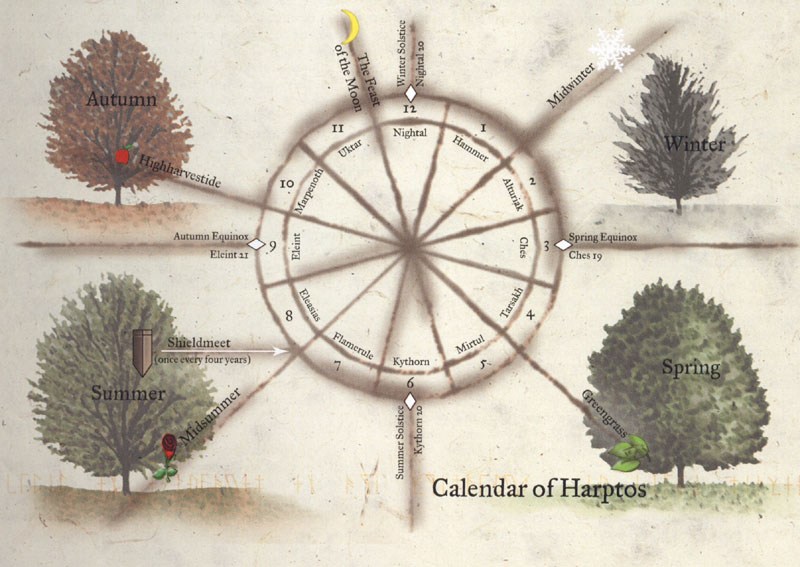 Autumn
Highharvestide
Autumn Equinox
Eleint 21
The Feast
of the Moon
Winter Solstice
Nightal 20
Midwinter
Winter
Spring Equinox
Ches 19
Spring
Greengrass
Summer Solstice
Kythorn 20
Midsummer
Summer
Shieldmeet
(once every four years)
12
Nightal
1
Hammer
2
Alturiak
3
Ches
4
Tarsakh
5
Mirtul
6
Kythorn
7
Flamerule
8
Eleasias
9
Eleint
10
Marpenoth
11
Uktar
Calendar of Harptos